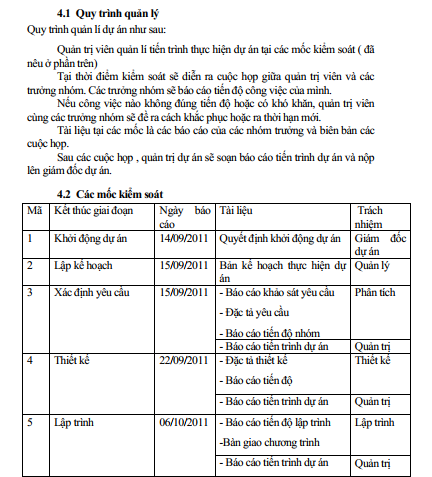 4.1 Quy trình quản lý
Quy trình quản lí dự án như sau:
Quản trị viên quản lí tiến trình thực hiện dự án tại các mốc kiểm soát ( đã
nêu ở phần trên)
Tại thời điểm kiểm soát sẽ diễn ra cuộc họp giữa quản trị viên và các
trưởng nhóm. Các trưởng nhóm sẽ báo cáo tiến độ công việc của mình.
Nếu công việc nào không đúng tiến độ hoặc có khó khăn, quản trị viên
cùng các trưởng nhóm sẽ đề ra cách khắc phục hoặc ra thời hạn mới.
Tài liệu tại các mốc là các báo cáo của các nhóm trưởng và biên bản các
cuộc họp.
Sau các cuộc họp , quản trị dự án sẽ soạn báo cáo tiến trình dự án và nộp
lên giám đốc dự án.
4.2 Các mốc kiểm soát
Mã Kết thúc giai đoạn Ngày báo Tài liệu Trách
cáo nhiệm
1 Khởi động dự án 14/09/2011 Quyết định khởi động dự án Giám đốc
dự án
2 Lập kế hoạch 15/09/2011 Bản kế hoạch thực hiện dự Quản lý
án
3 Xác định yêu cầu 15/09/2011 - Báo cáo khảo sát yêu cầu Phân tích
- Đặc tả yêu cầu
- Báo cáo tiến độ nhóm
- Báo cáo tiến trình dự án Quản trị
4 Thiết kế 22/09/2011 - Đặc tả thiết kế Thiết kế
- Báo cáo tiến độ
- Báo cáo tiến trình dự án Quản trị
5 Lập trình 06/10/2011 - Báo cáo tiến độ lập trình Lập trình
-Bàn giao chương trình
- Báo cáo tiến trình dự án Quản trị